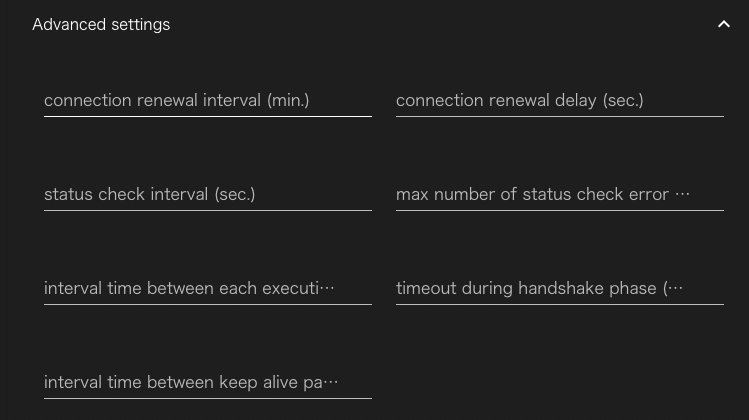 Advanced settings
connection renewal interval (min.)
connection renewal delay (sec.)
status check interval (sec.)
max number of status check error ⋯
interval time between each executi⋯
timeout during handshake phase (⋯
interval time between keep alive pa⋯